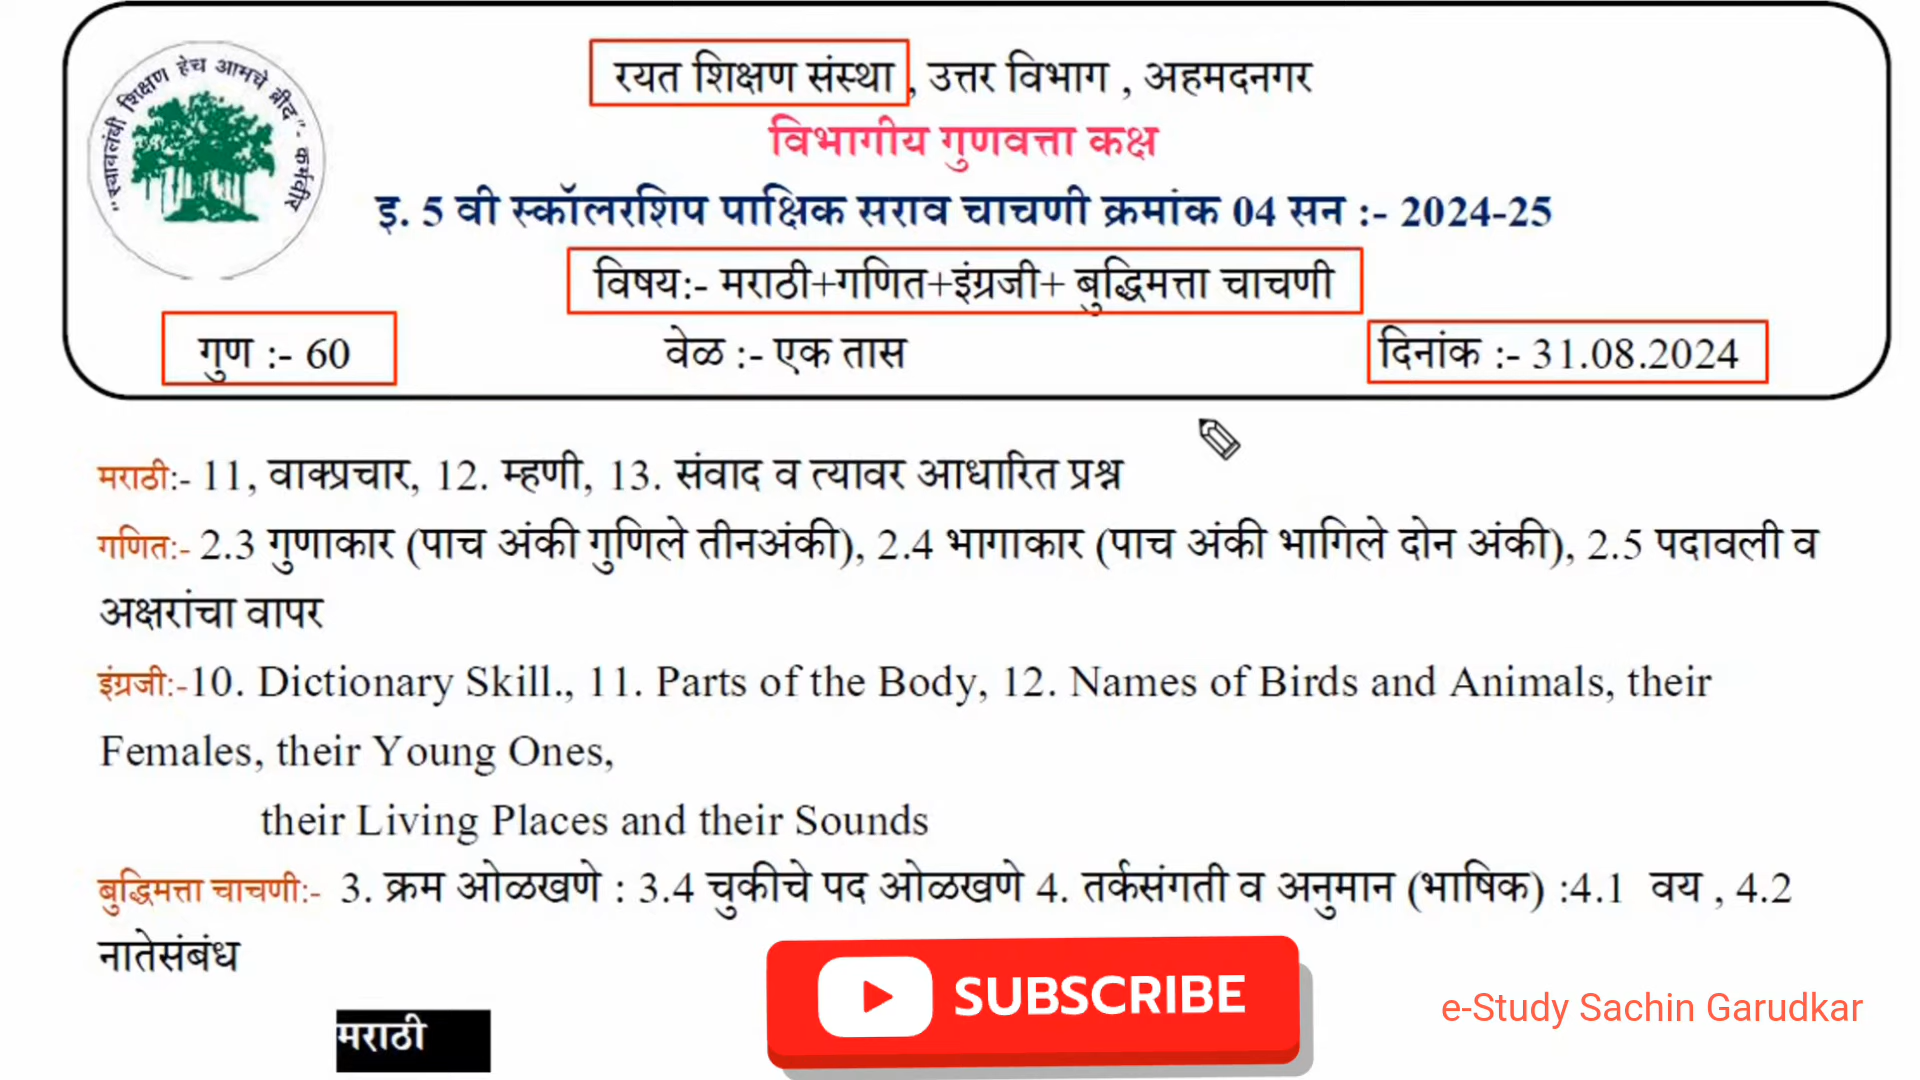 "स्वावलंबी शिक्षण हेच आमचे ब्रीद"- कर्मवीर
रयत शिक्षण संस्था , उत्तर विभाग , अहमदनगर
विभागीय गुणवत्ता कक्ष
इ. 5 वी स्कॉलरशिप पाक्षिक सराव चाचणी क्रमांक 04 सन :- 2024-25
विषय:- मराठी+गणित+इंग्रजी+ बुद्धिमत्ता चाचणी
गुण :- 60 वेळ :- एक तास दिनांक :- 31.08.2024
मराठी:- 11, वाक्प्रचार, 12. म्हणी, 13. संवाद व त्यावर आधारित प्रश्न
गणित:- 2.3 गुणाकार (पाच अंकी गुणिले तीनअंकी), 2.4 भागाकार (पाच अंकी भागिले दोन अंकी), 2.5 पदावली व
अक्षरांचा वापर
इंग्रजी:-10. Dictionary Skill., 11. Parts of the Body, 12. Names of Birds and Animals, their
Females, their Young Ones,
their Living Places and their Sounds
बुद्धिमत्ता चाचणी:- 3. क्रम ओळखणे : 3.4 चुकीचे पद ओळखणे 4. तर्कसंगती व अनुमान (भाषिक) :4.1 वय , 4.2
नातेसंबंध
SUBSCRIBE
e-Study Sachin Garudkar
मराठी